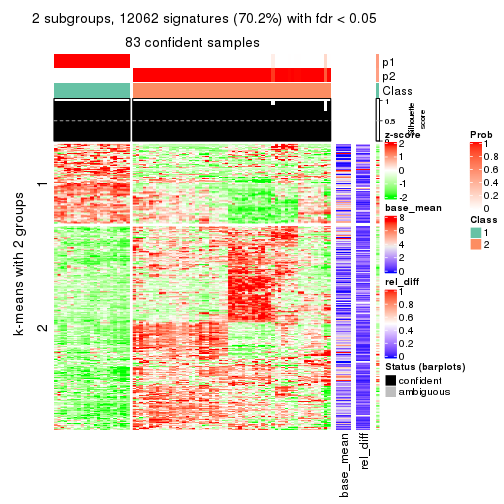 2 subgroups, 12062 signatures (70.2%) with fdr < 0.05
83 confident samples
p1
p2
Class
1
0.5
0
Silhouette
score
k-means with 2 groups
1
2
base_mean
rel_diff
z-score
2
1
0
-1
-2
base_mean
8
6
4
2
0
rel_diff
1
0.8
0.6
0.4
0.2
0
Status (barplots)
confident
ambiguous
Prob
1
0.8
0.6
0.4
0.2
0
Class
1
2